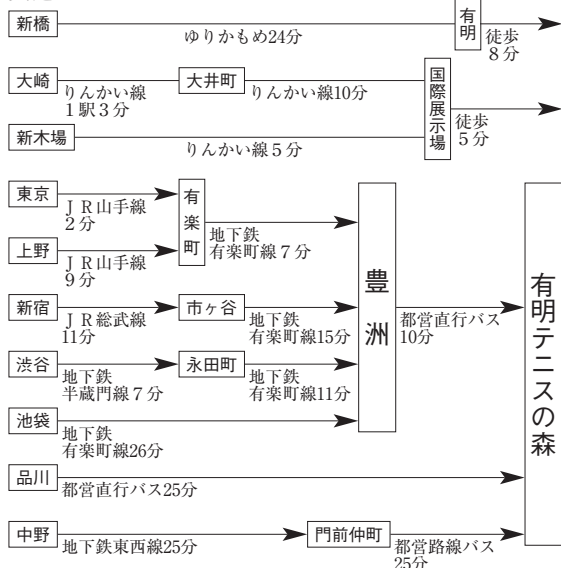 新橋
ゆりかもめ24分
有明
徒歩
8分
大崎
りんかい線
1駅3分
大井町
りんかい線10分
国際展示場
徒歩
5分
新木場
りんかい線5分
東京
JR山手線
2分
有楽町
地下鉄
有楽町線7分
上野
JR山手線
9分
新宿
JR総武線
11分
市ヶ谷
地下鉄
有楽町線15分
渋谷
地下鉄
半蔵門線7分
永田町
地下鉄
有楽町線11分
池袋
地下鉄
有楽町線26分
豊洲
都営直行バス
10分
品川
都営直行バス25分
中野
地下鉄東西線25分
門前仲町
都営路線バス
25分
有明テニスの森